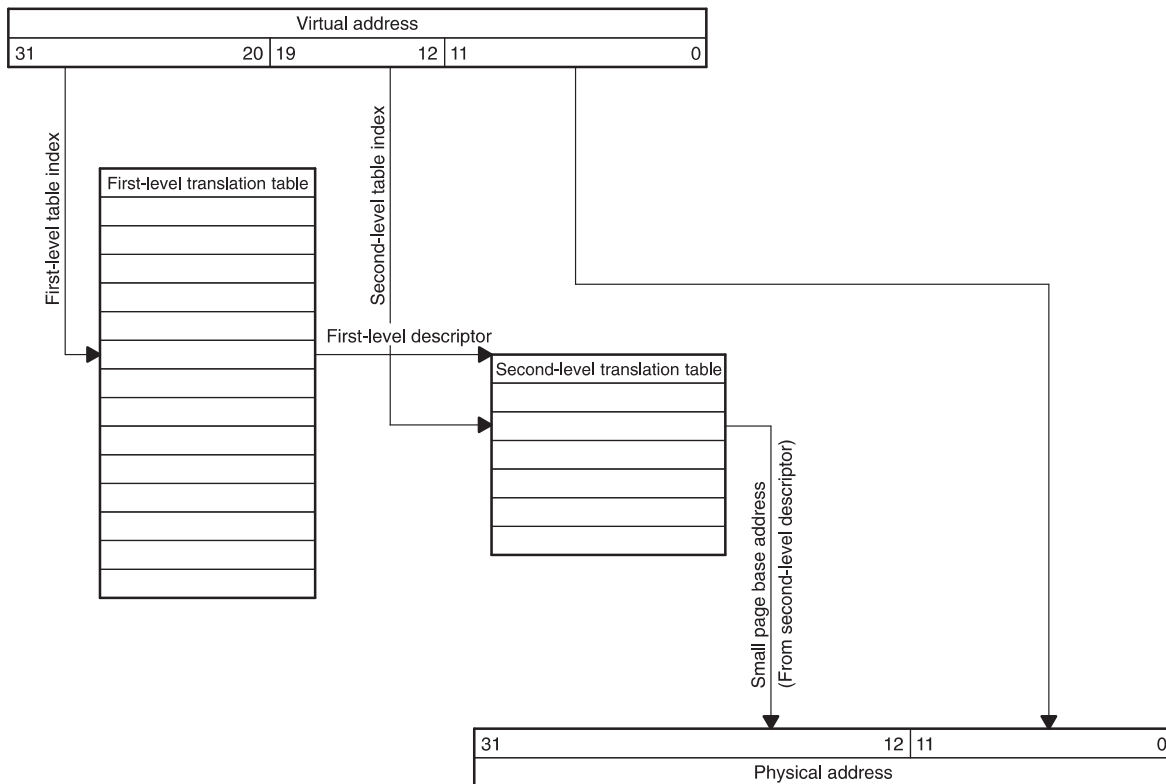 Virtual address
31 20 19 12 11 0
First-level table index
Second-level table index
First-level translation table
First-level descriptor
Second-level translation table
Small page base address
(From second-level descriptor)
31 12 11 0
Physical address